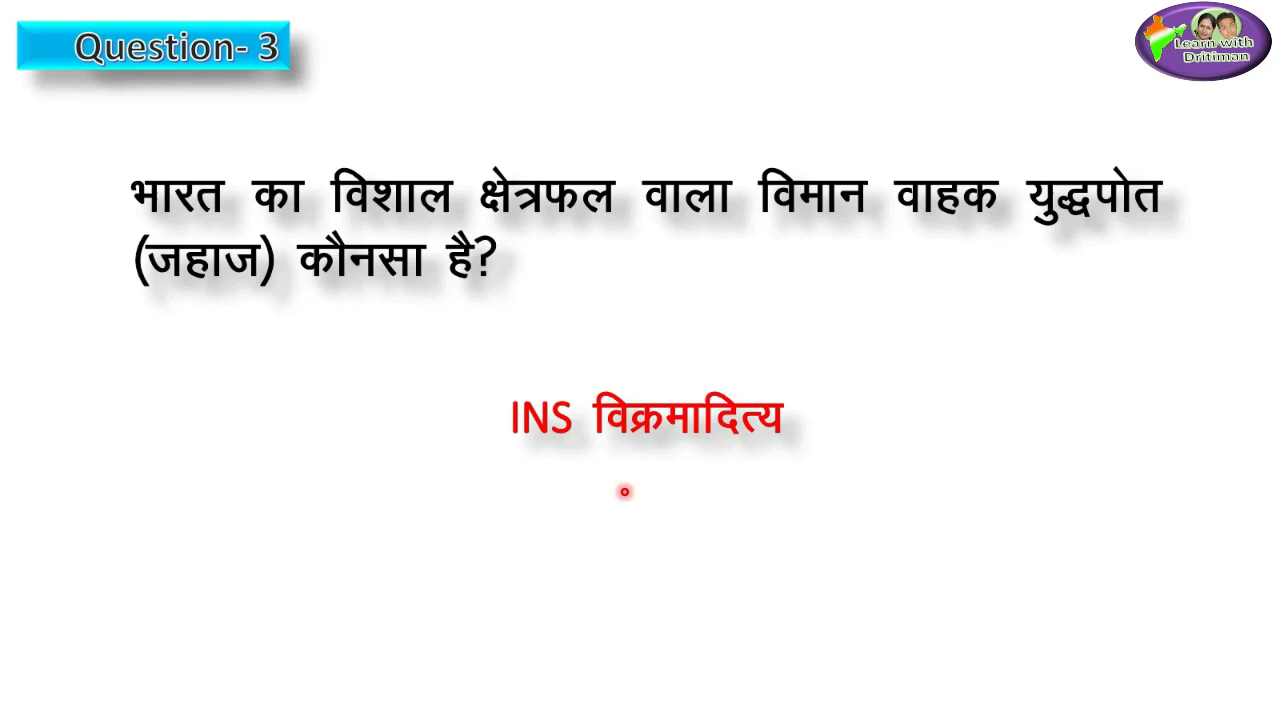 Question- 3
Learn with
Dritiman
भारत का विशाल क्षेत्रफल वाला विमान वाहक युद्धपोत
(जहाज) कौनसा है?
INS विक्रमादित्य